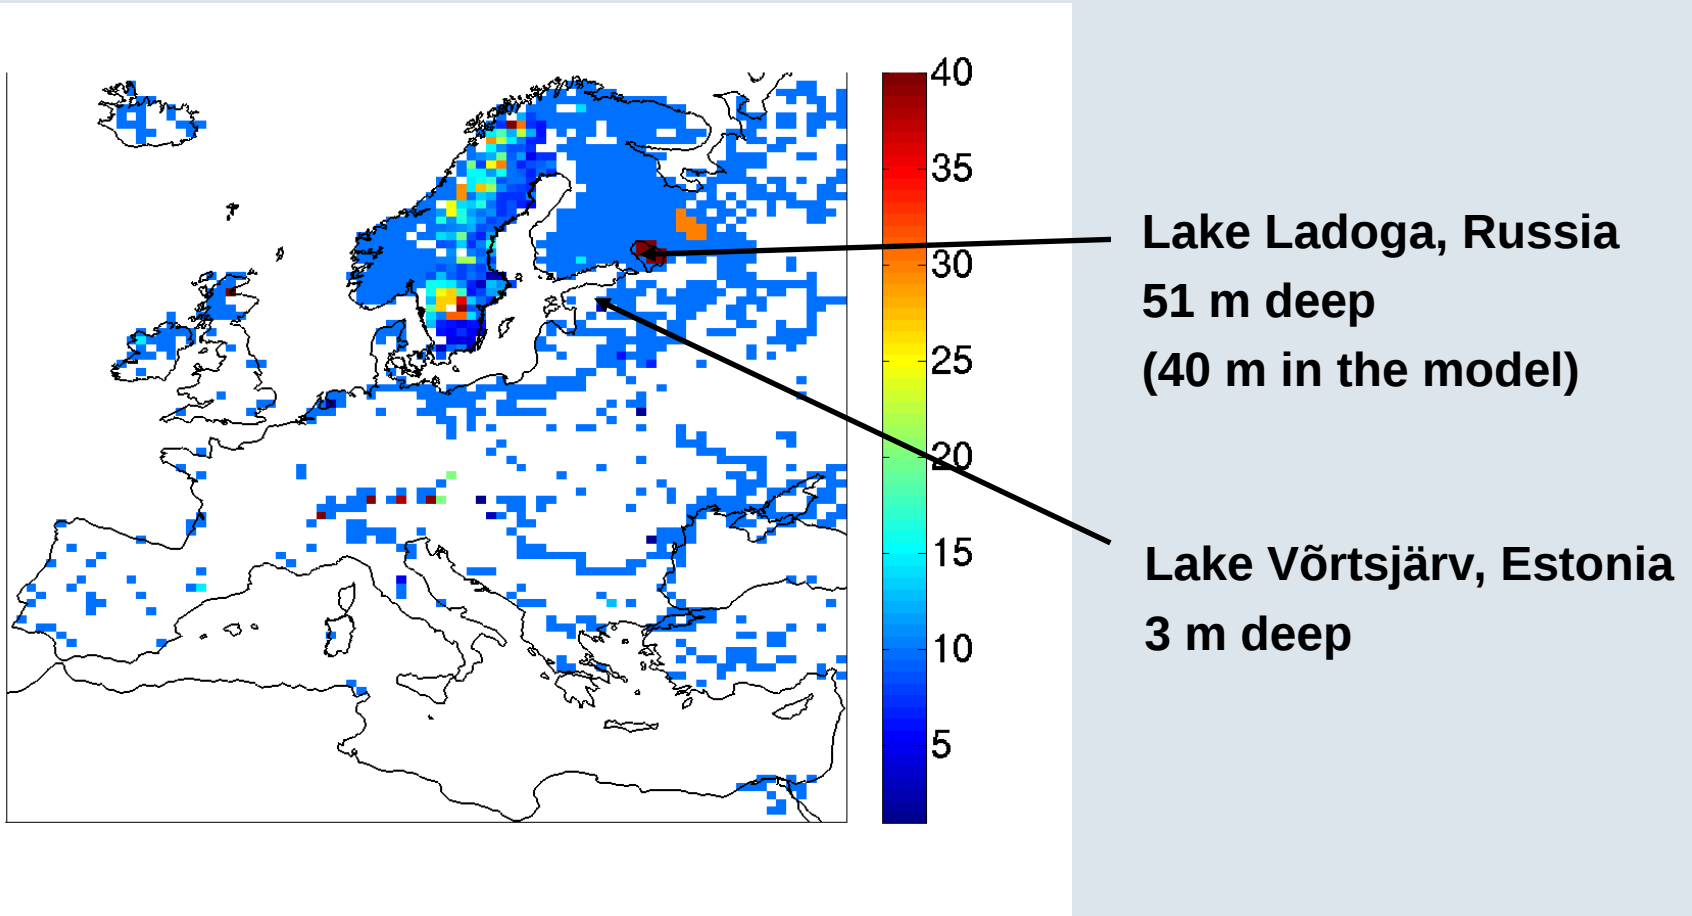 40
35
30
25
20
15
10
5
Lake Ladoga, Russia
51 m deep
(40 m in the model)
Lake Võrtsjärv, Estonia
3 m deep